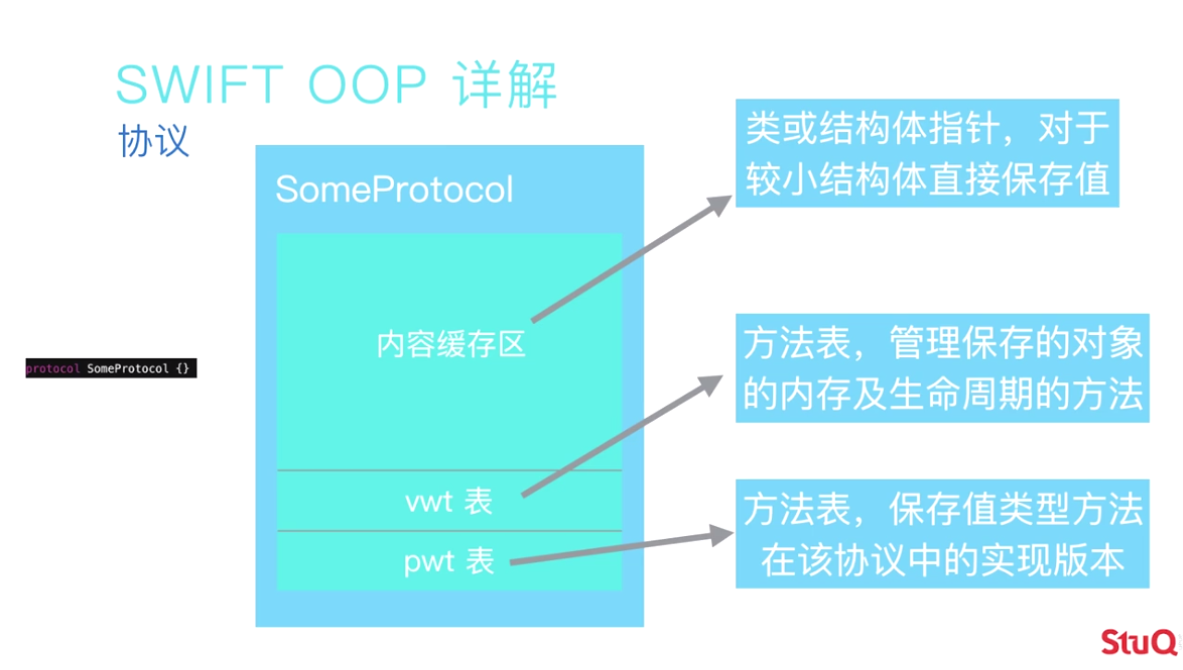 SWIFT OOP 详解
协议
SomeProtocol
内容缓存区
vwt 表
pwt 表
protocol SomeProtocol {}
类或结构体指针，对于
较小结构体直接保存值
方法表，管理保存的对象
的内存及生命周期的方法
方法表，保存值类型方法
在该协议中的实现版本
StuQ